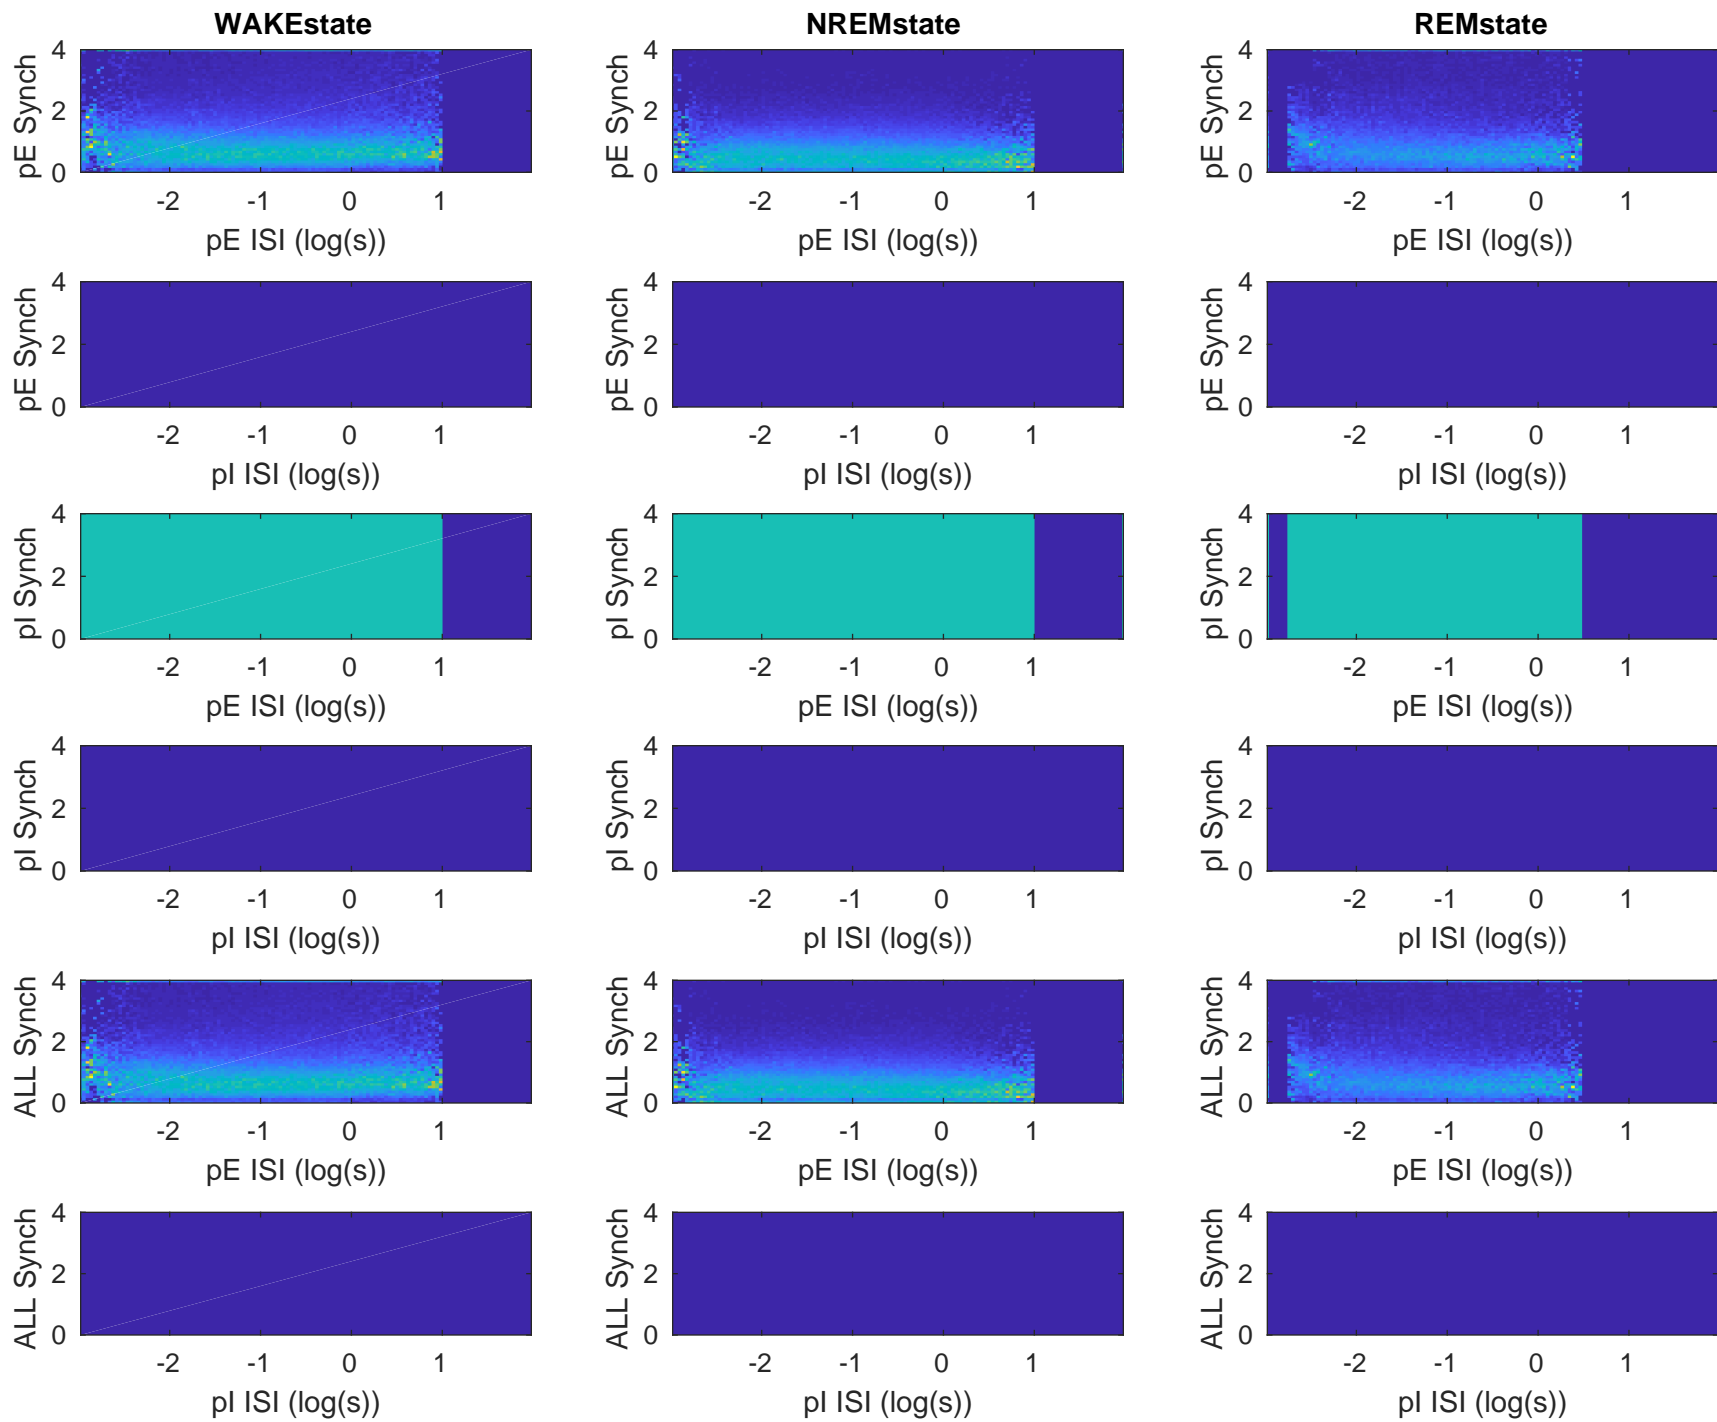 WAKEstate NREMstate REMstate
4 4 4
pE Synch pE Synch pE Synch
2 2 2
0 0 0
-2 -1 0 1 -2 -1 0 1 -2 -1 0 1
pE ISI (log(s)) pE ISI (log(s)) pE ISI (log(s))
4 4 4
pE Synch pE Synch pE Synch
2 2 2
0 0 0
-2 -1 0 1 -2 -1 0 1 -2 -1 0 1
pI ISI (log(s)) pI ISI (log(s)) pI ISI (log(s))
4 4 4
pI Synch pI Synch pI Synch
2 2 2
0 0 0
-2 -1 0 1 -2 -1 0 1 -2 -1 0 1
pE ISI (log(s)) pE ISI (log(s)) pE ISI (log(s))
4 4 4
pI Synch pI Synch pI Synch
2 2 2
0 0 0
-2 -1 0 1 -2 -1 0 1 -2 -1 0 1
pI ISI (log(s)) pI ISI (log(s)) pI ISI (log(s))
4 4 4
ALL Synch ALL Synch ALL Synch
2 2 2
0 0 0
-2 -1 0 1 -2 -1 0 1 -2 -1 0 1
pE ISI (log(s)) pE ISI (log(s)) pE ISI (log(s))
4 4 4
ALL Synch ALL Synch ALL Synch
2 2 2
0 0 0
-2 -1 0 1 -2 -1 0 1 -2 -1 0 1
pI ISI (log(s)) pI ISI (log(s)) pI ISI (log(s))